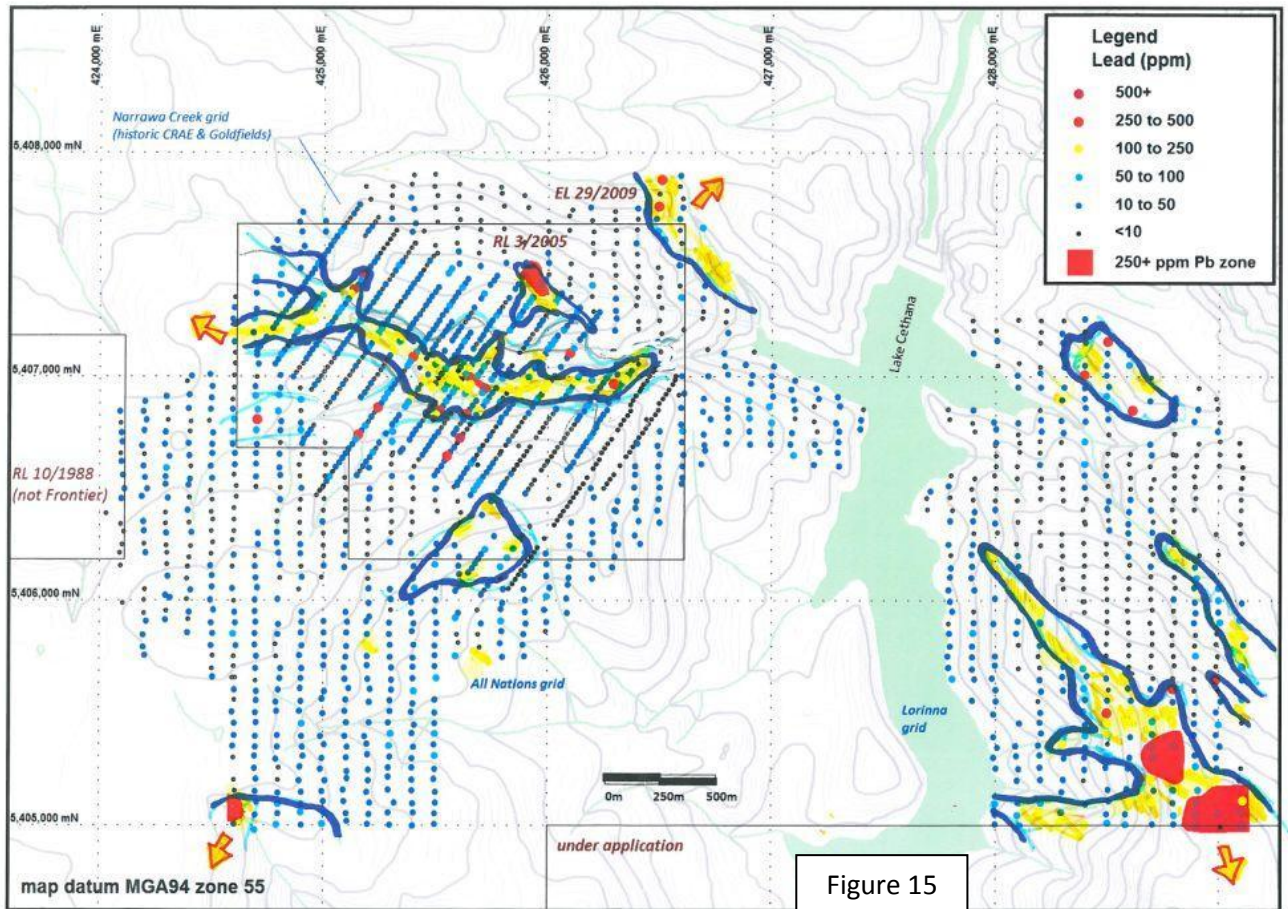 424,000 mE
425,000 mE
426,000 mE
427,000 mE
428,000 mE
Legend
Lead (ppm)
500+
250 to 500
100 to 250
50 to 100
10 to 50
<10
250+ ppm Pb zone
Narrawa Creek grid
(historic CRAE & Goldfields)
5,408,000 mN
EL 29/2009
RL 3/2005
Lake Cethana
5,407,000 mN
RL 10/1988
(not Frontier)
5,406,000 mN
All Nations grid
Lorinna
grid
0m 250m 500m
5,405,000 mN
under application
map datum MGA94 zone 55
Figure 15